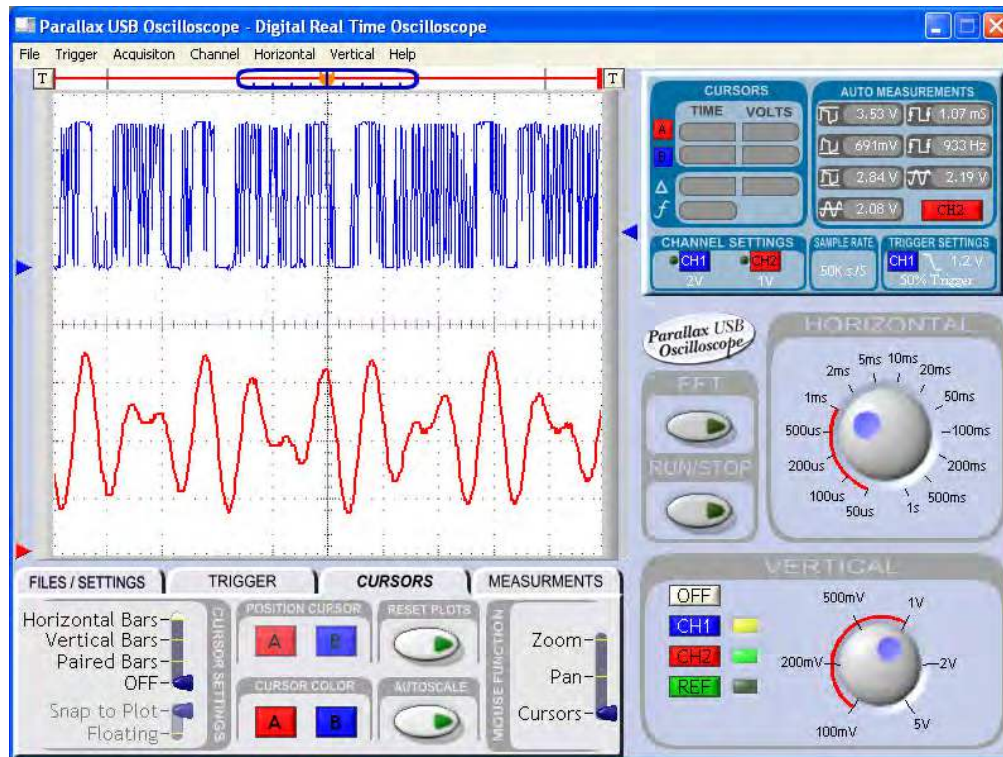 Parallax USB Oscilloscope - Digital Real Time Oscilloscope
File Trigger Acquisiton Channel Horizontal Vertical Help
T T
CURSORS
TIME VOLTS
A
B
Δ
f
AUTO MEASUREMENTS
3.53 V 1.07 mS
691mV 933 Hz
2.84 V 2.19 V
2.08 V CH2
CHANNEL SETTINGS
CH1 CH2
2V 1V
SAMPLE RATE
50K s/S
TRIGGER SETTINGS
CH1 1.2 V
50% Trigger
Parallax USB
Oscilloscope
FFT
RUN/STOP
HORIZONTAL
50us
100us
200us
500us
1ms
2ms
5ms
10ms
20ms
50ms
100ms
200ms
500ms
1s
FILES / SETTINGS TRIGGER CURSORS MEASURMENTS
Horizontal Bars
Vertical Bars
Paired Bars
OFF
Snap to Plot
Floating
CURSOR SETTINGS
POSITION CURSOR
A B
CURSOR COLOR
A B
RESET PLOTS
AUTOSCALE
MOUSE FUNCTION
Zoom
Pan
Cursors
VERTICAL
OFF
CH1
CH2
REF
100mV
200mV
500mV
1V
2V
5V